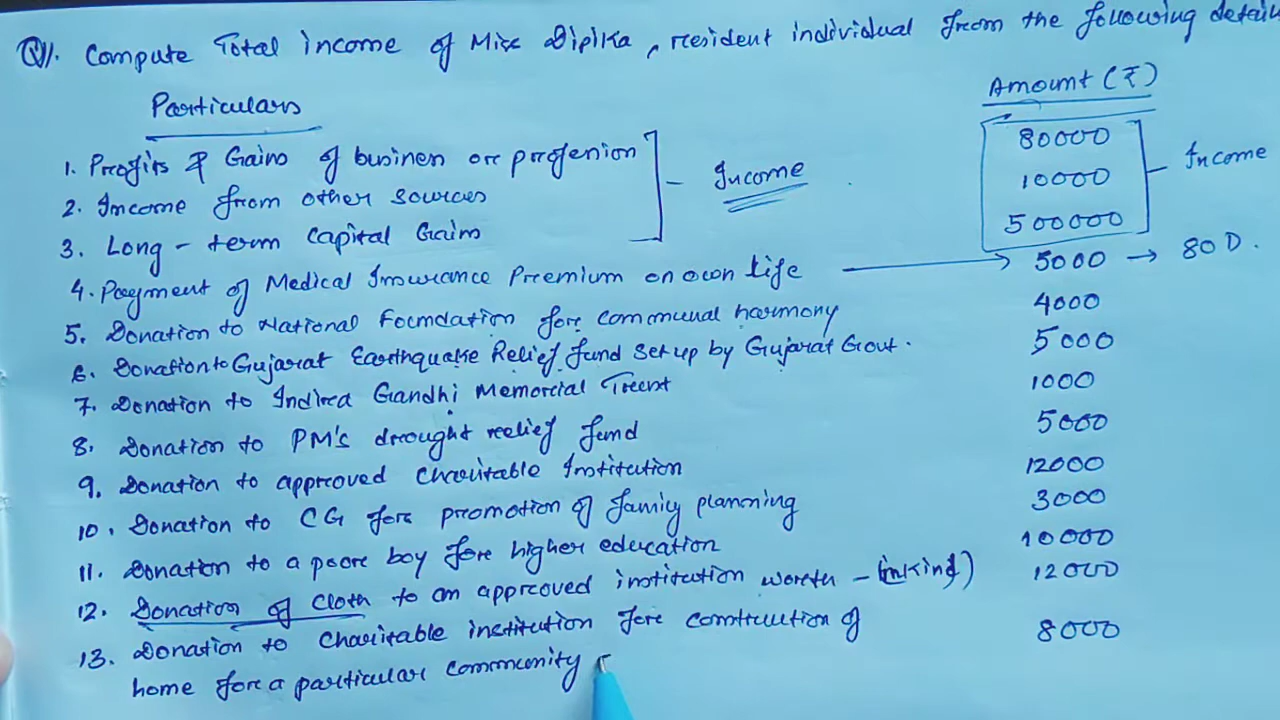 Q1. Compute Total income of Miss Dipika, resident individual from the following detail
Particulars
Amount (₹)
1. Profits & Gains of business or profession 80000
2. Income from other sources 10000
3. Long-term Capital Gains 500000
Income
Income
4. Payment of Medical Insurance Premium on own life → 5000 → 80 D.
5. Donation to National Foundation for communal harmony 4000
6. Donation to Gujarat Earthquake Relief fund set up by Gujarat Govt. 5000
7. Donation to Indira Gandhi Memorial Trust 1000
8. Donation to PM's drought relief fund 5000
9. Donation to approved charitable Institution 12000
10. Donation to CG for promotion of family planning 3000
11. Donation to a poor boy for higher education 10000
12. Donation of cloth to an approved institution worth - (inkind) 12000
13. Donation to Charitable institution for construction of 8000
home for a particular community